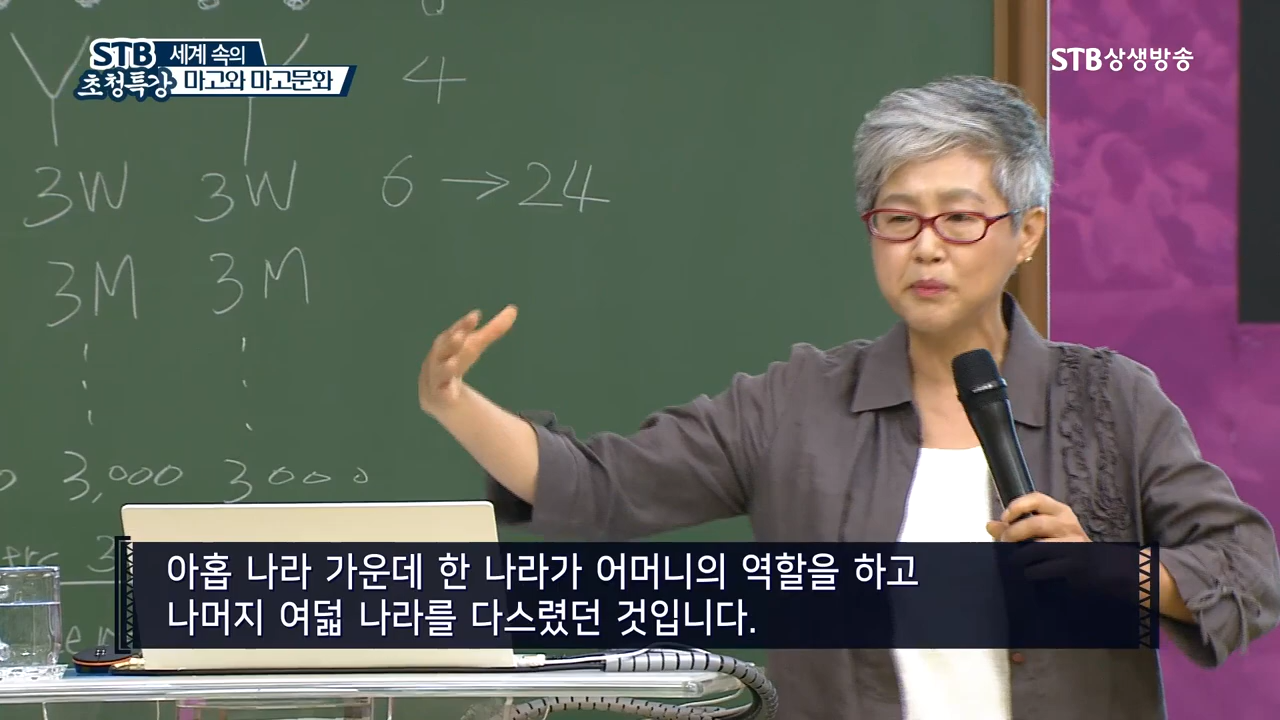 STB 세계 속의
초청특강 마고와 마고문화
STB상생방송
4
3W 3W 6 → 24
3M 3M
3,000 3000
아홉 나라 가운데 한 나라가 어머니의 역할을 하고
나머지 여덟 나라를 다스렸던 것입니다.